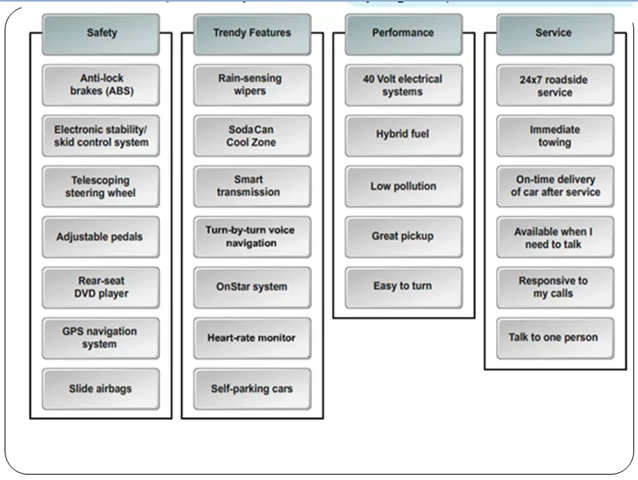 Safety
Anti-lock
brakes (ABS)
Electronic stability/
skid control system
Telescoping
steering wheel
Adjustable pedals
Rear-seat
DVD player
GPS navigation
system
Slide airbags
Trendy Features
Rain-sensing
wipers
SodaCan
Cool Zone
Smart
transmission
Turn-by-turn voice
navigation
OnStar system
Heart-rate monitor
Self-parking cars
Performance
40 Volt electrical
systems
Hybrid fuel
Low pollution
Great pickup
Easy to turn
Service
24x7 roadside
service
Immediate
towing
On-time delivery
of car after service
Available when I
need to talk
Responsive to
my calls
Talk to one person